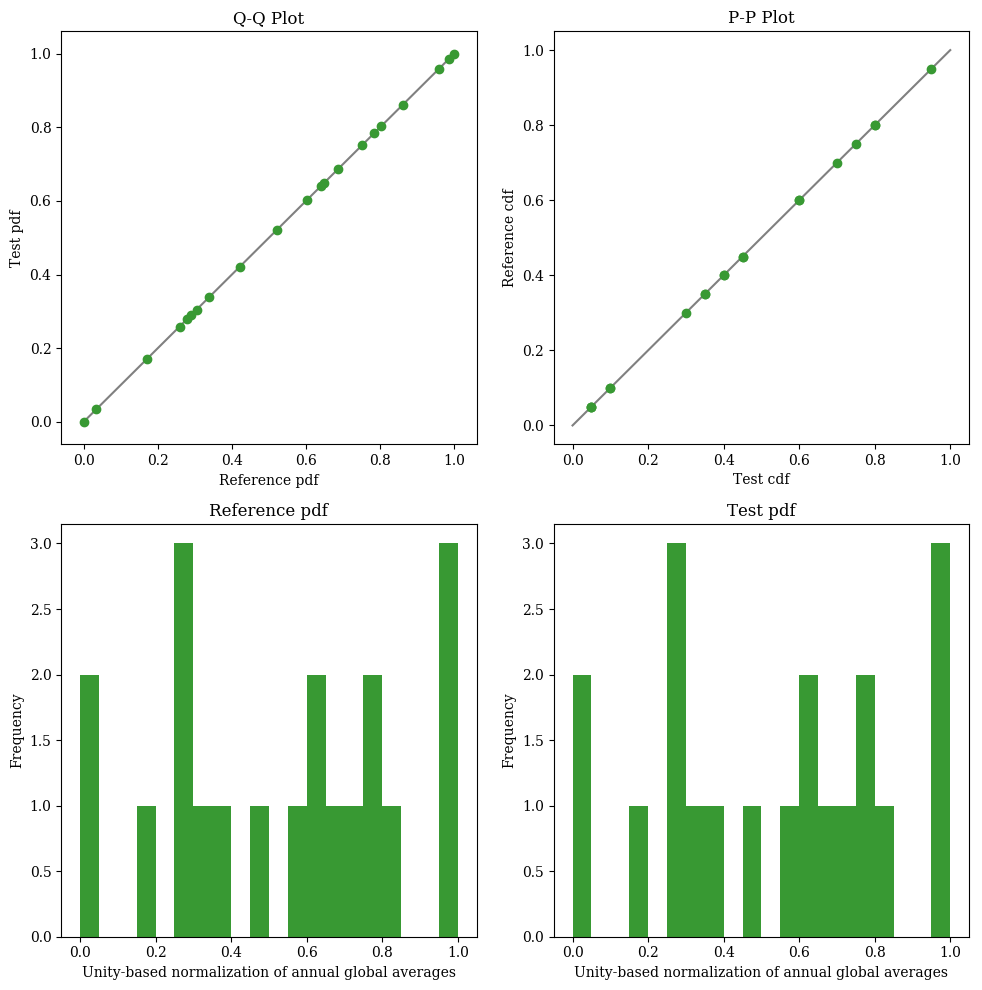 Q-Q Plot
Test pdf
1.0
0.8
0.6
0.4
0.2
0.0
0.0 0.2 0.4 0.6 0.8 1.0
Reference pdf
P-P Plot
Reference cdf
1.0
0.8
0.6
0.4
0.2
0.0
0.0 0.2 0.4 0.6 0.8 1.0
Test cdf
Reference pdf
Frequency
3.0
2.5
2.0
1.5
1.0
0.5
0.0
0.0 0.2 0.4 0.6 0.8 1.0
Unity-based normalization of annual global averages
Test pdf
Frequency
3.0
2.5
2.0
1.5
1.0
0.5
0.0
0.0 0.2 0.4 0.6 0.8 1.0
Unity-based normalization of annual global averages